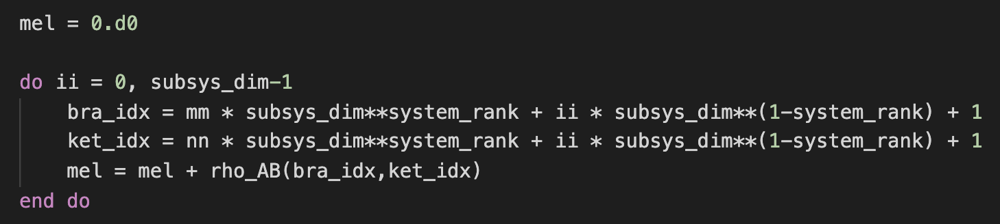 mel = 0.d0
do ii = 0, subsys_dim-1
bra_idx = mm * subsys_dim**system_rank + ii * subsys_dim**(1-system_rank) + 1
ket_idx = nn * subsys_dim**system_rank + ii * subsys_dim**(1-system_rank) + 1
mel = mel + rho_AB(bra_idx,ket_idx)
end do